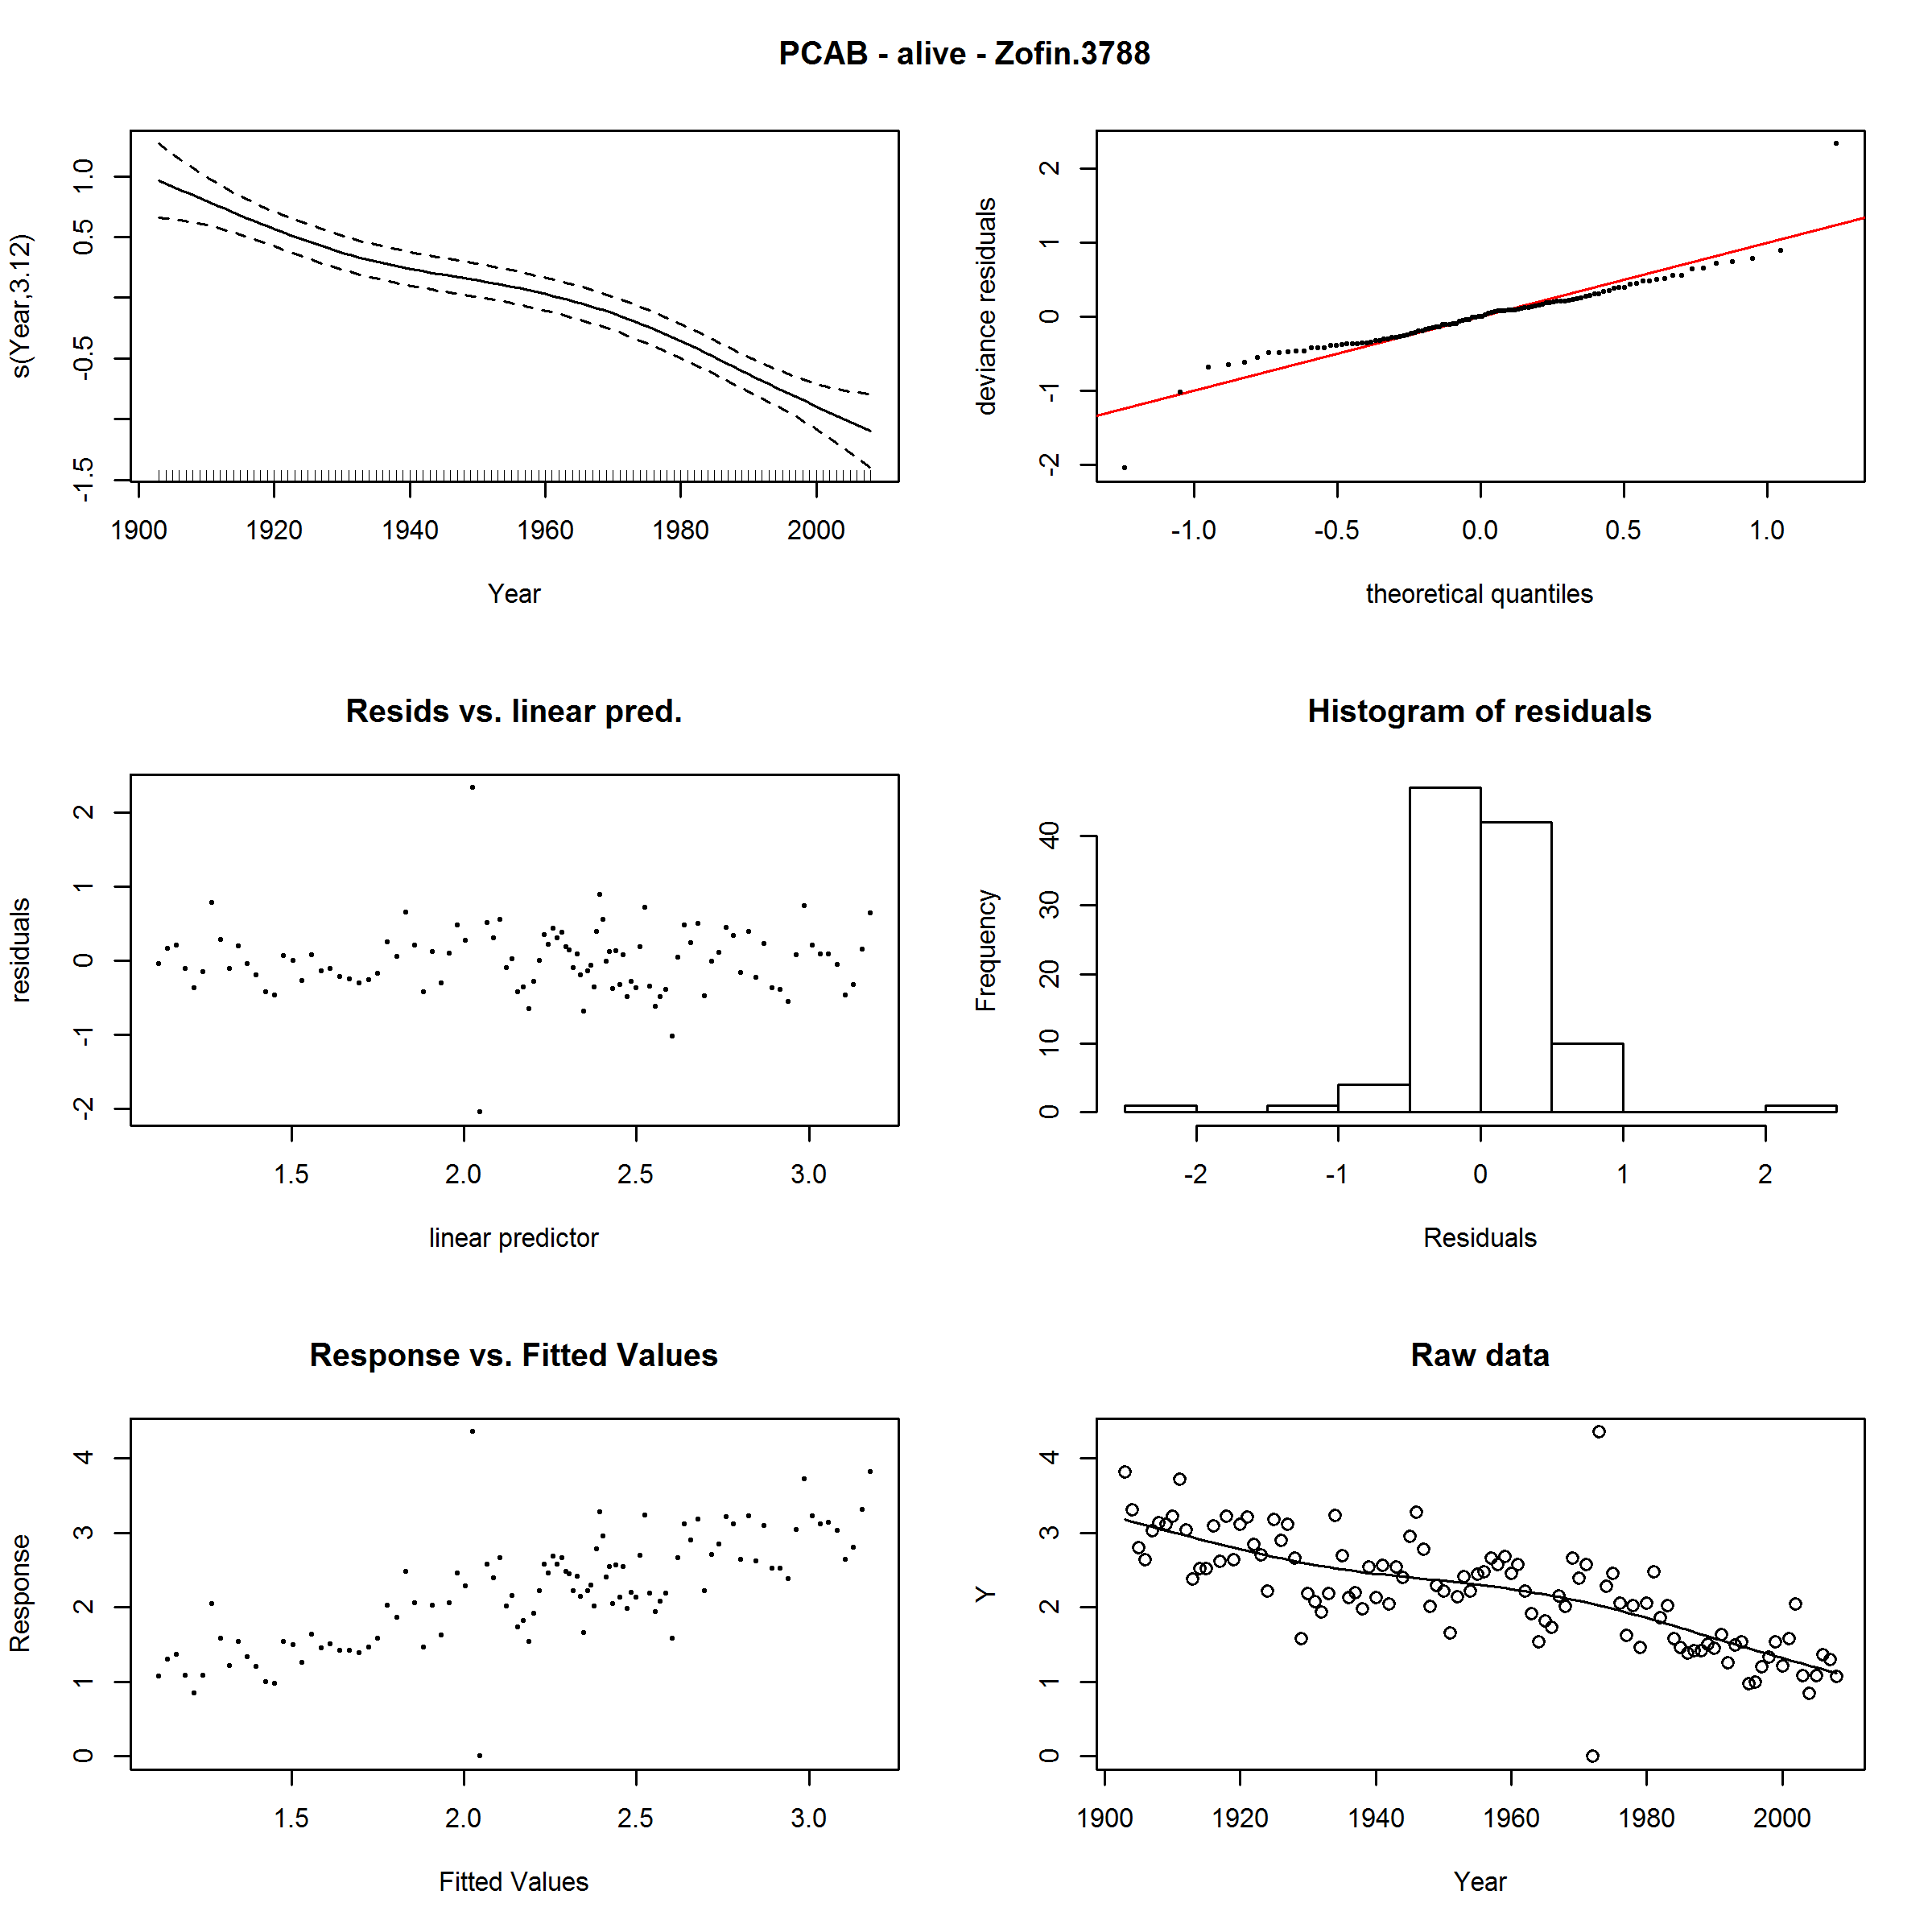 PCAB - alive - Zofin.3788
s(Year,3.12)
-1.5 -0.5 0.5 1.0
1900 1920 1940 1960 1980 2000
Year
deviance residuals
-2 -1 0 1 2
-1.0 -0.5 0.0 0.5 1.0
theoretical quantiles
Resids vs. linear pred.
residuals
-2 -1 0 1 2
1.5 2.0 2.5 3.0
linear predictor
Histogram of residuals
Frequency
0 10 20 30 40
-2 -1 0 1 2
Residuals
Response vs. Fitted Values
Response
0 1 2 3 4
1.5 2.0 2.5 3.0
Fitted Values
Raw data
Y
0 1 2 3 4
1900 1920 1940 1960 1980 2000
Year